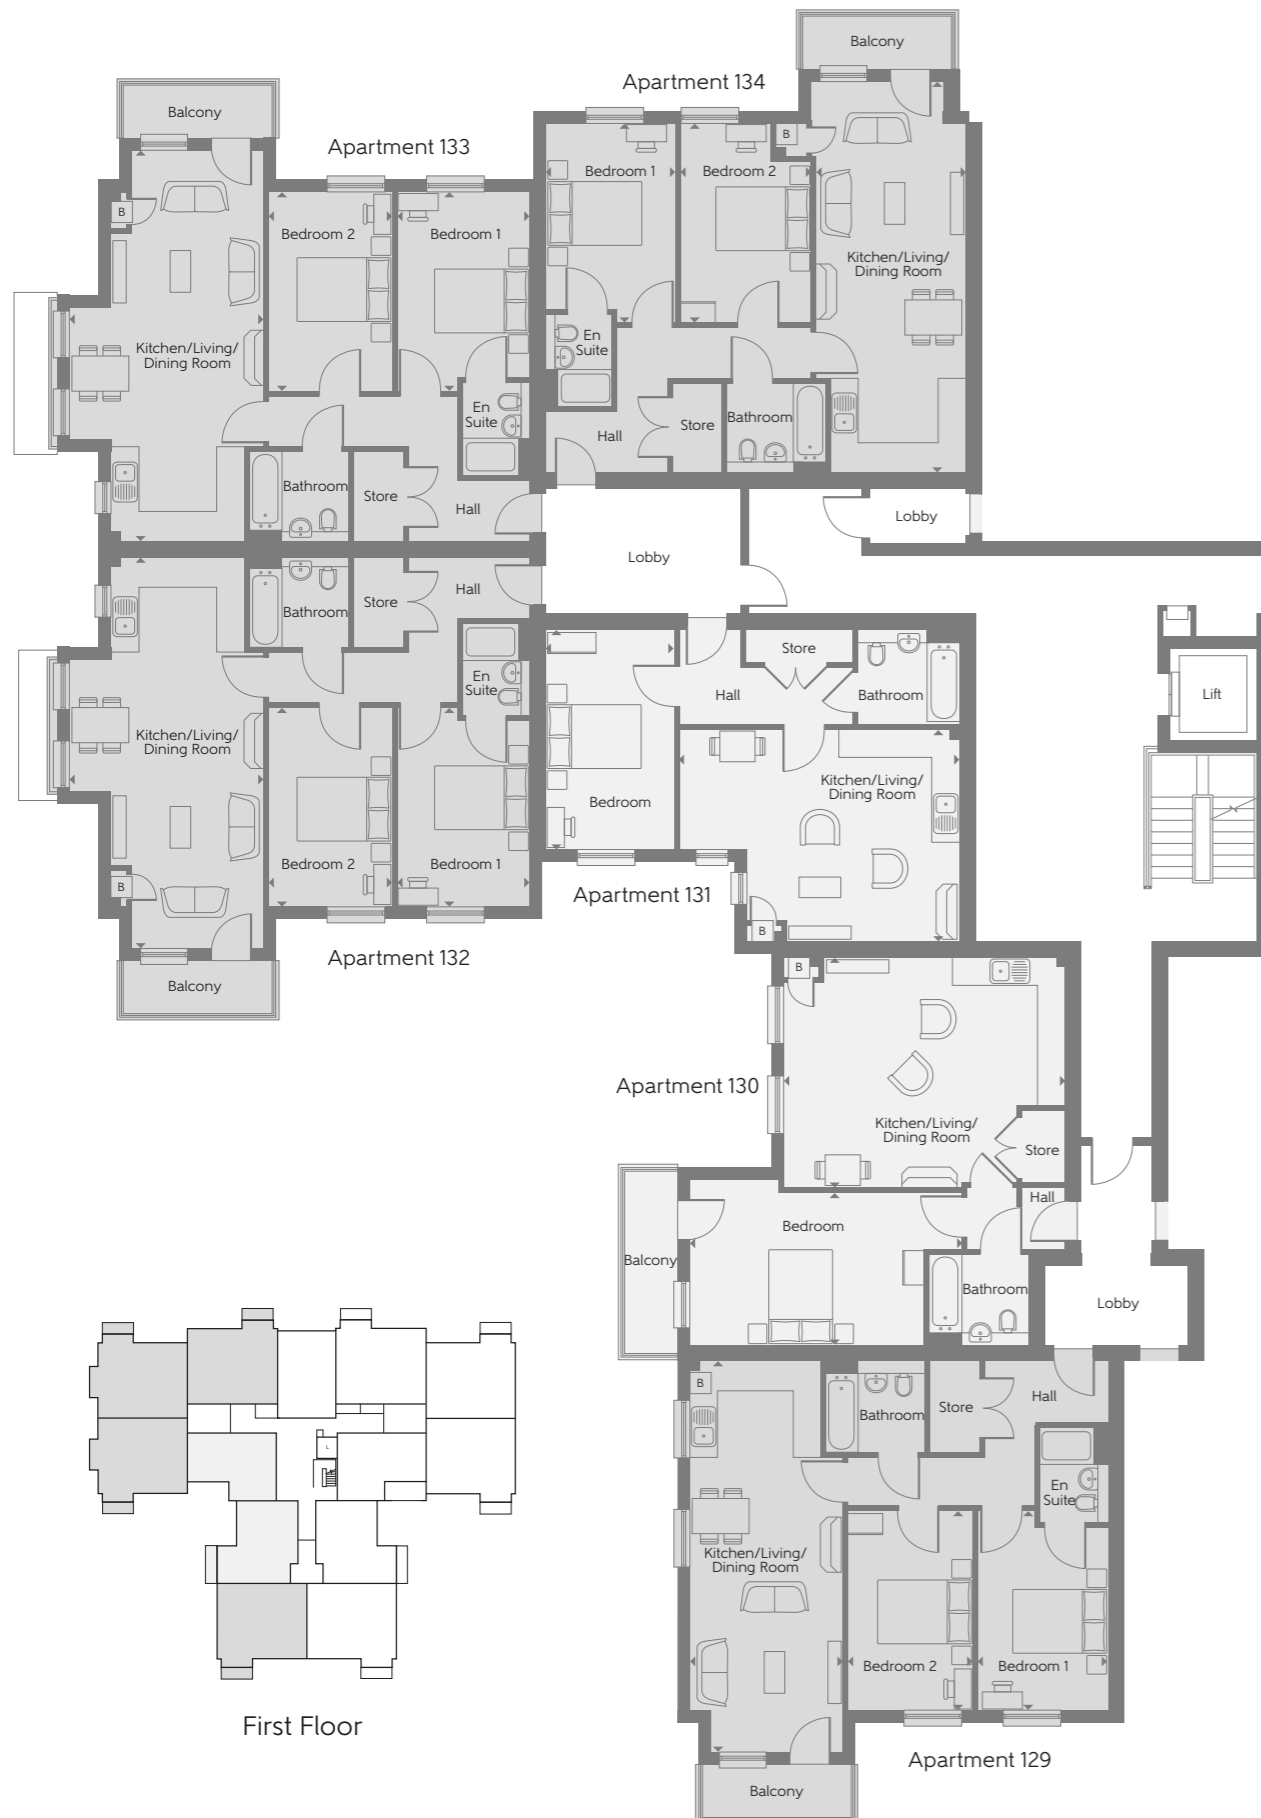 Balcony
Apartment 134
Balcony
Apartment 133
B
Bedroom 1
Bedroom 2
B
Bedroom 2
Bedroom 1
Kitchen/Living/
Dining Room
Kitchen/Living/
Dining Room
En
Suite
En
Suite
Hall
Store
Bathroom
Bathroom
Store
Hall
Lobby
Lobby
Bathroom
Store
Hall
Store
Hall
Bathroom
Lift
En
Suite
Kitchen/Living/
Dining Room
Kitchen/Living/
Dining Room
Bedroom
Bedroom 2
Bedroom 1
B
Apartment 131
B
Apartment 132
Balcony
B
Apartment 130
Kitchen/Living/
Dining Room
Store
Hall
Bedroom
Balcony
Bathroom
Lobby
B
Hall
Store
Bathroom
L
En
Suite
Kitchen/Living/
Dining Room
Bedroom 2
Bedroom 1
First Floor
Apartment 129
Balcony